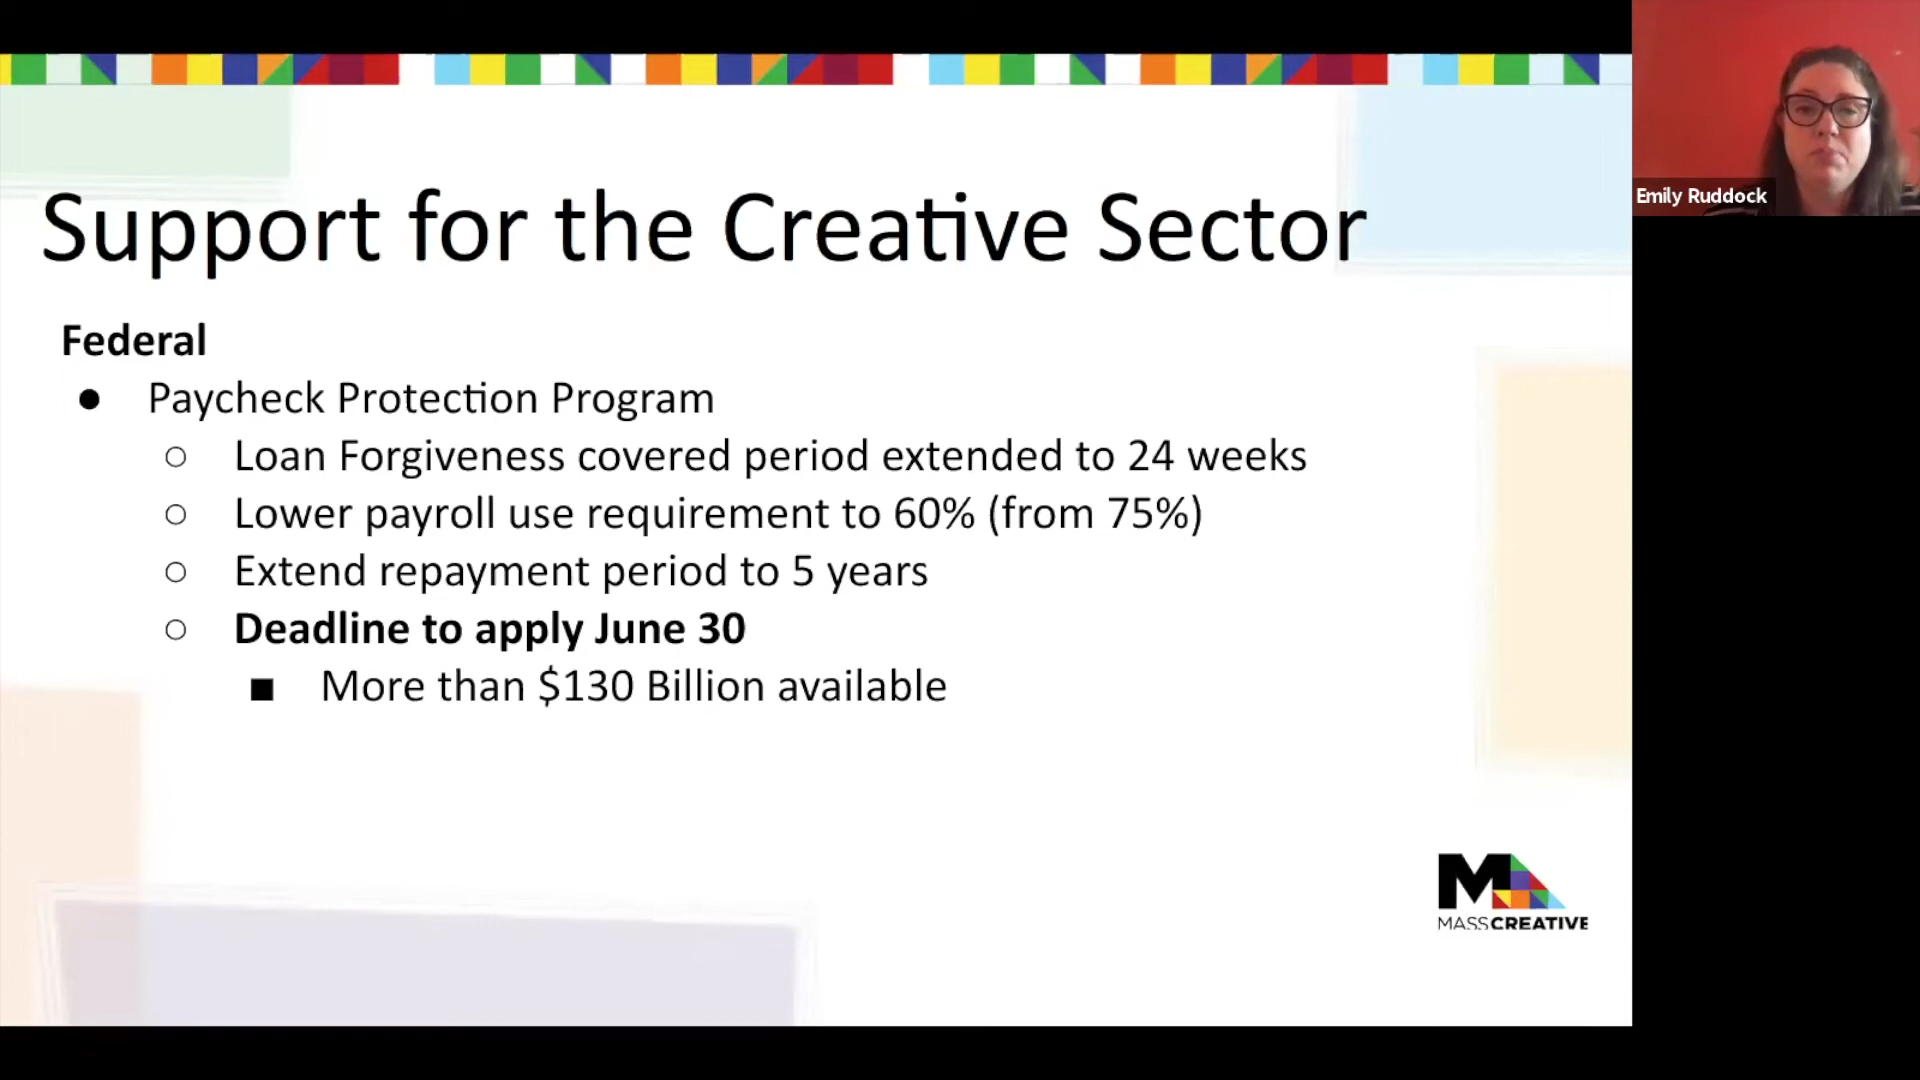 Support for the Creative Sector
Federal
● Paycheck Protection Program
○ Loan Forgiveness covered period extended to 24 weeks
○ Lower payroll use requirement to 60% (from 75%)
○ Extend repayment period to 5 years
○ Deadline to apply June 30
■ More than $130 Billion available
M
MASSCREATIVE
Emily Ruddock